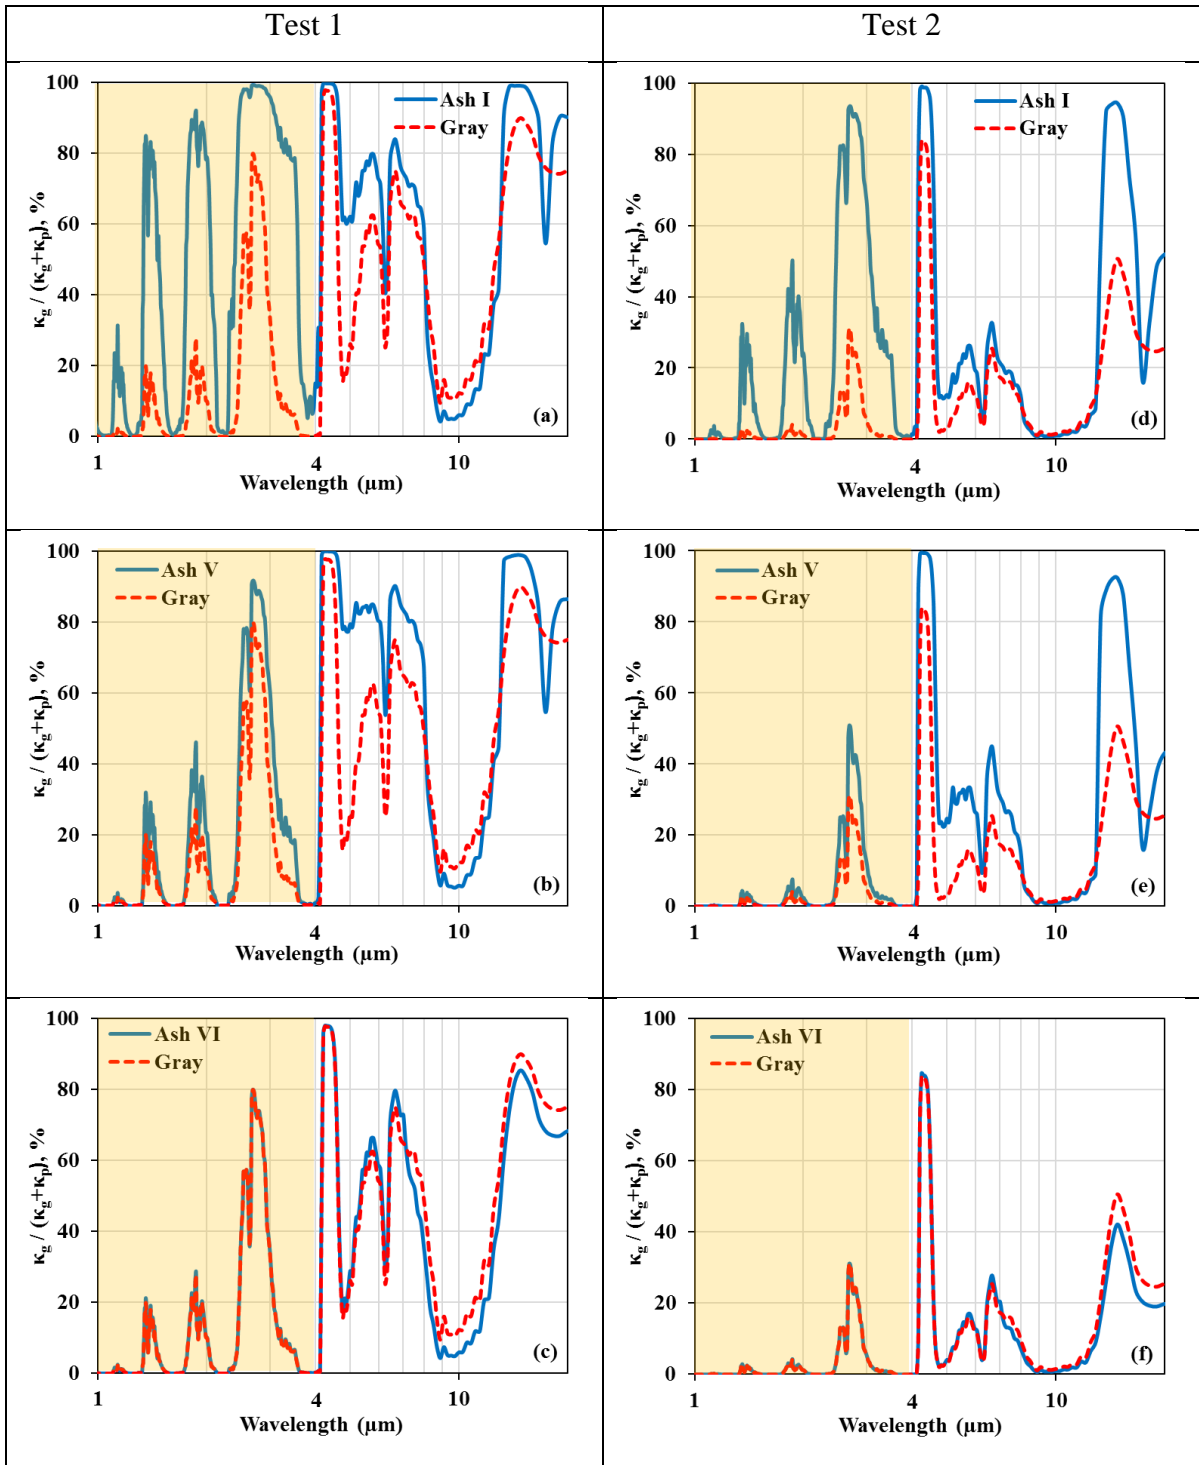 Test 1
Test 2
100
80
60
40
20
0
κg / (κg+κp), %
Ash I
Gray
(a)
1
4
10
Wavelength (μm)
100
80
60
40
20
0
κg / (κg+κp), %
Ash I
Gray
(d)
1
4
10
Wavelength (μm)
100
80
60
40
20
0
κg / (κg+κp), %
Ash V
Gray
(b)
1
4
10
Wavelength (μm)
100
80
60
40
20
0
κg / (κg+κp), %
Ash V
Gray
(e)
1
4
10
Wavelength (μm)
100
80
60
40
20
0
κg / (κg+κp), %
Ash VI
Gray
(c)
1
4
10
Wavelength (μm)
100
80
60
40
20
0
κg / (κg+κp), %
Ash VI
Gray
(f)
1
4
10
Wavelength (μm)